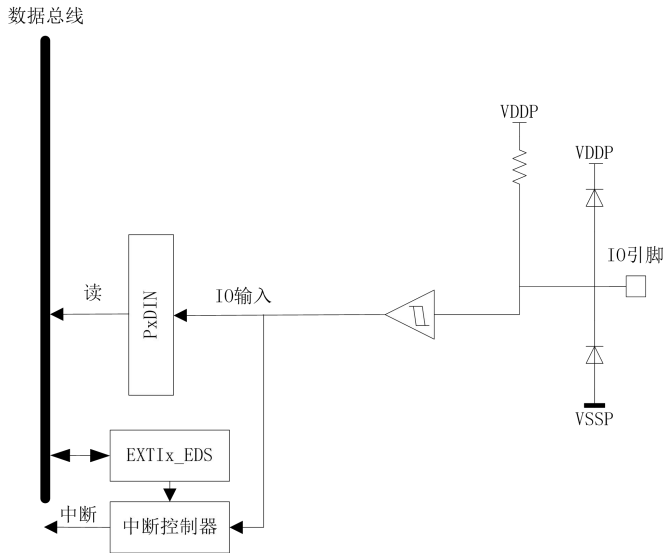 数据总线
VDDP
VDDP
IO引脚
读
IO输入
PxDIN
VSSP
EXTIx_EDS
中断
中断控制器